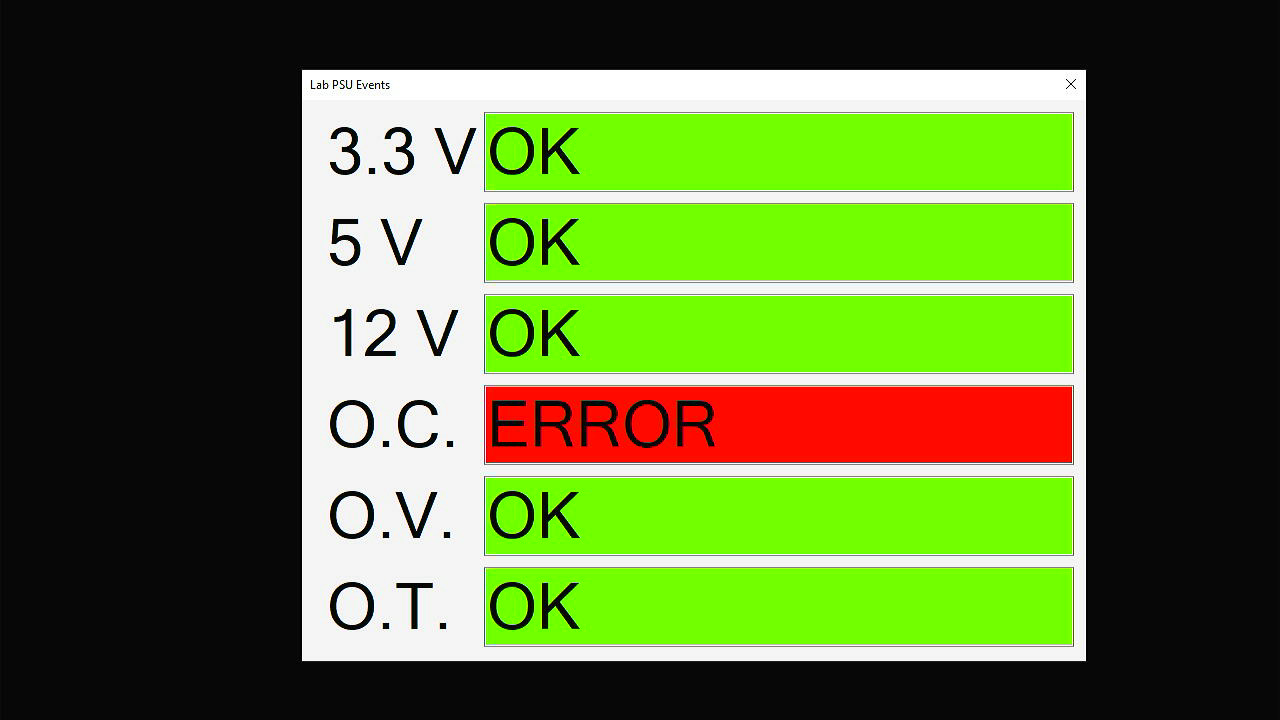 Lab PSU Events
3.3 V OK
5 V OK
12 V OK
O.C. ERROR
O.V. OK
O.T. OK